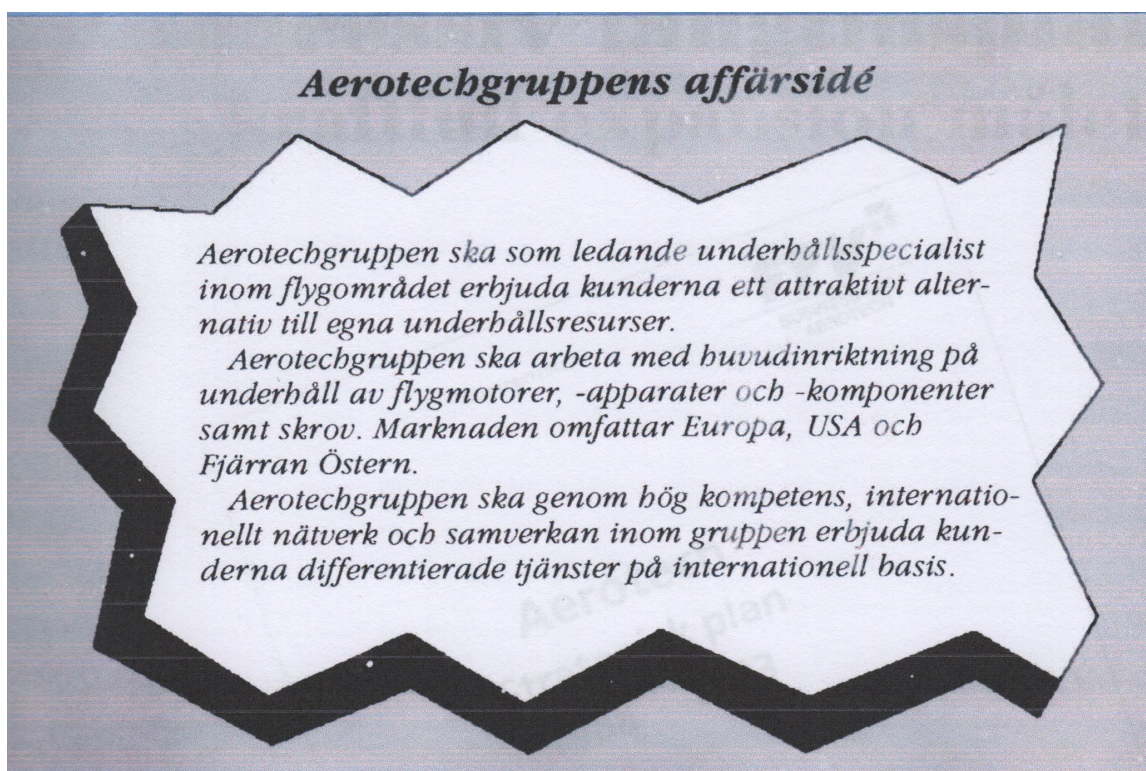 Aerotechgruppens affärsidé
Aerotechgruppen ska som ledande underhållsspecialist
inom flygområdet erbjuda kunderna ett attraktivt alter-
nativ till egna underhållsresurser.
Aerotechgruppen ska arbeta med huvudinriktning på
underhåll av flygmotorer, -apparater och -komponenter
samt skrov. Marknaden omfattar Europa, USA och
Fjärran Östern.
Aerotechgruppen ska genom hög kompetens, internatio-
nellt nätverk och samverkan inom gruppen erbjuda kun-
derna differentierade tjänster på internationell basis.
Aerotech
plan